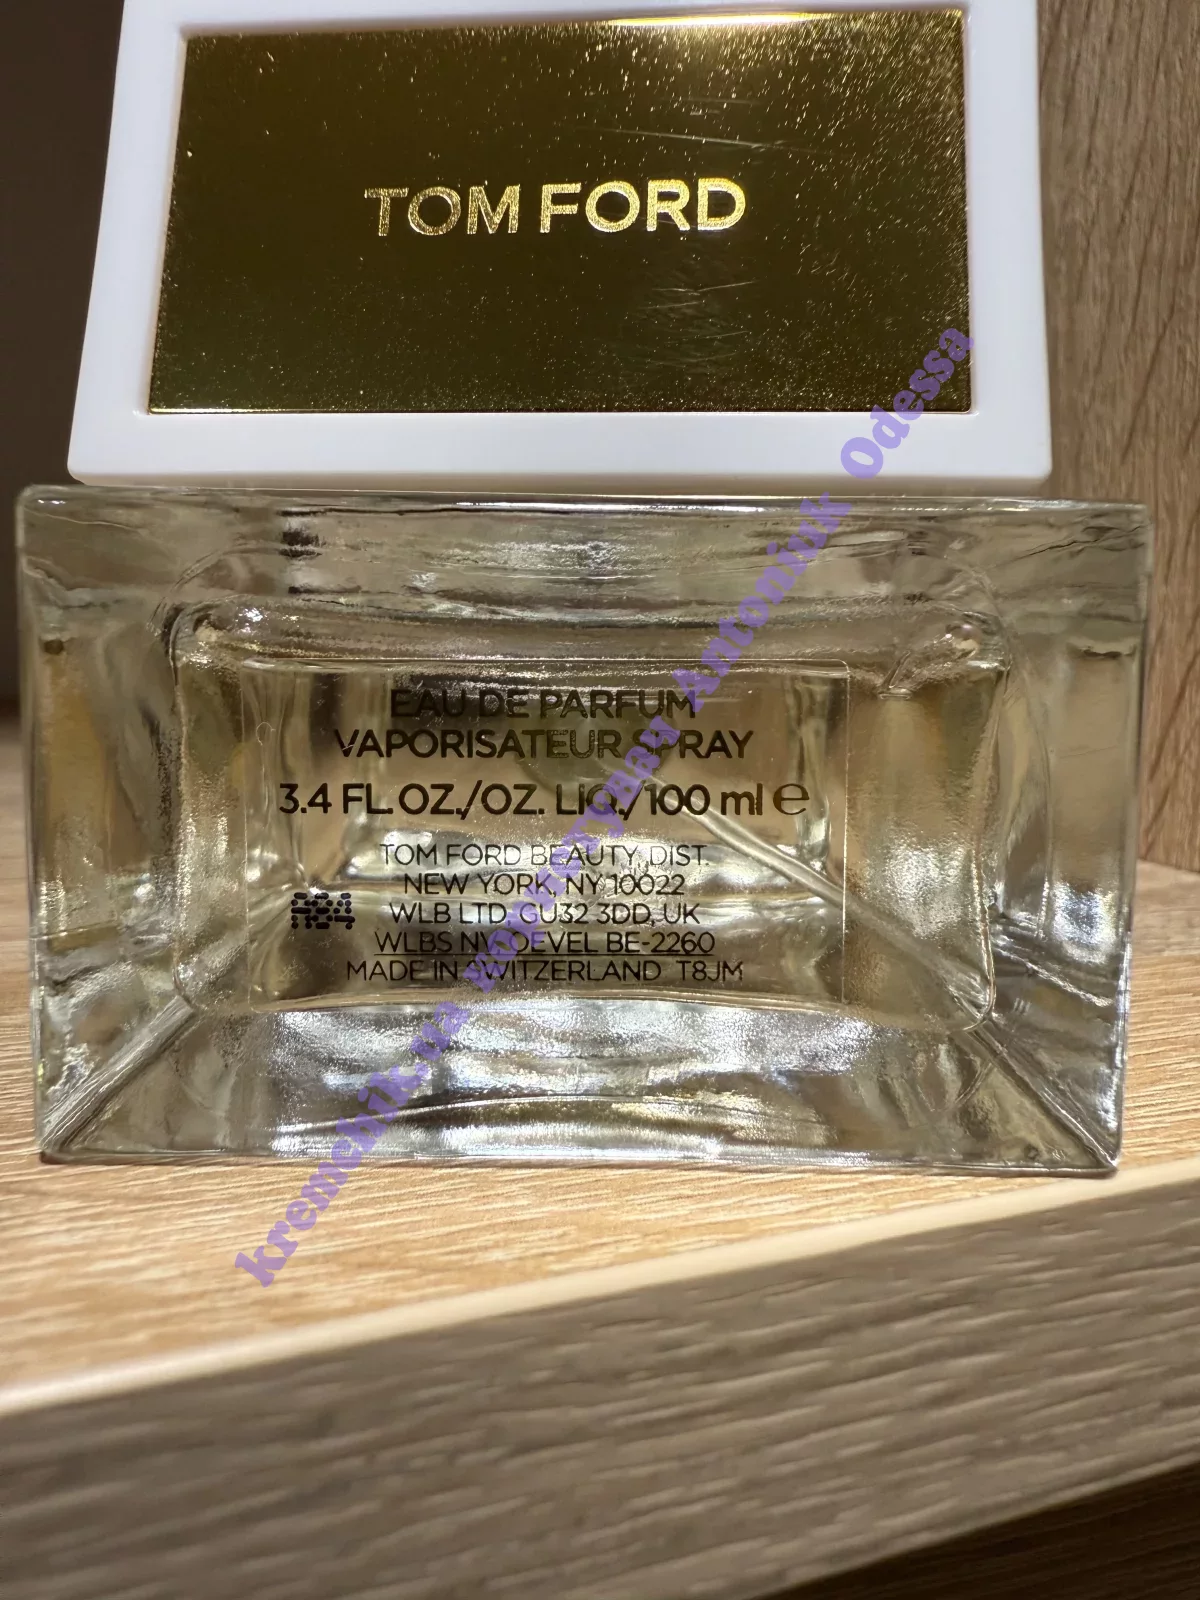 TOM FORD
EAU DE PARFUM
VAPORISATEUR SPRAY
3.4 FL.OZ./OZ. LIQ./100 ml e
TOM FORD BEAUTY, DIST.
NEW YORK, NY 10022
A84
WLB LTD, GU32 3DD, UK
WLBS NV, OEVEL BE-2260
MADE IN SWITZERLAND T8JM
kremchik.ua Antoniuk Odessa